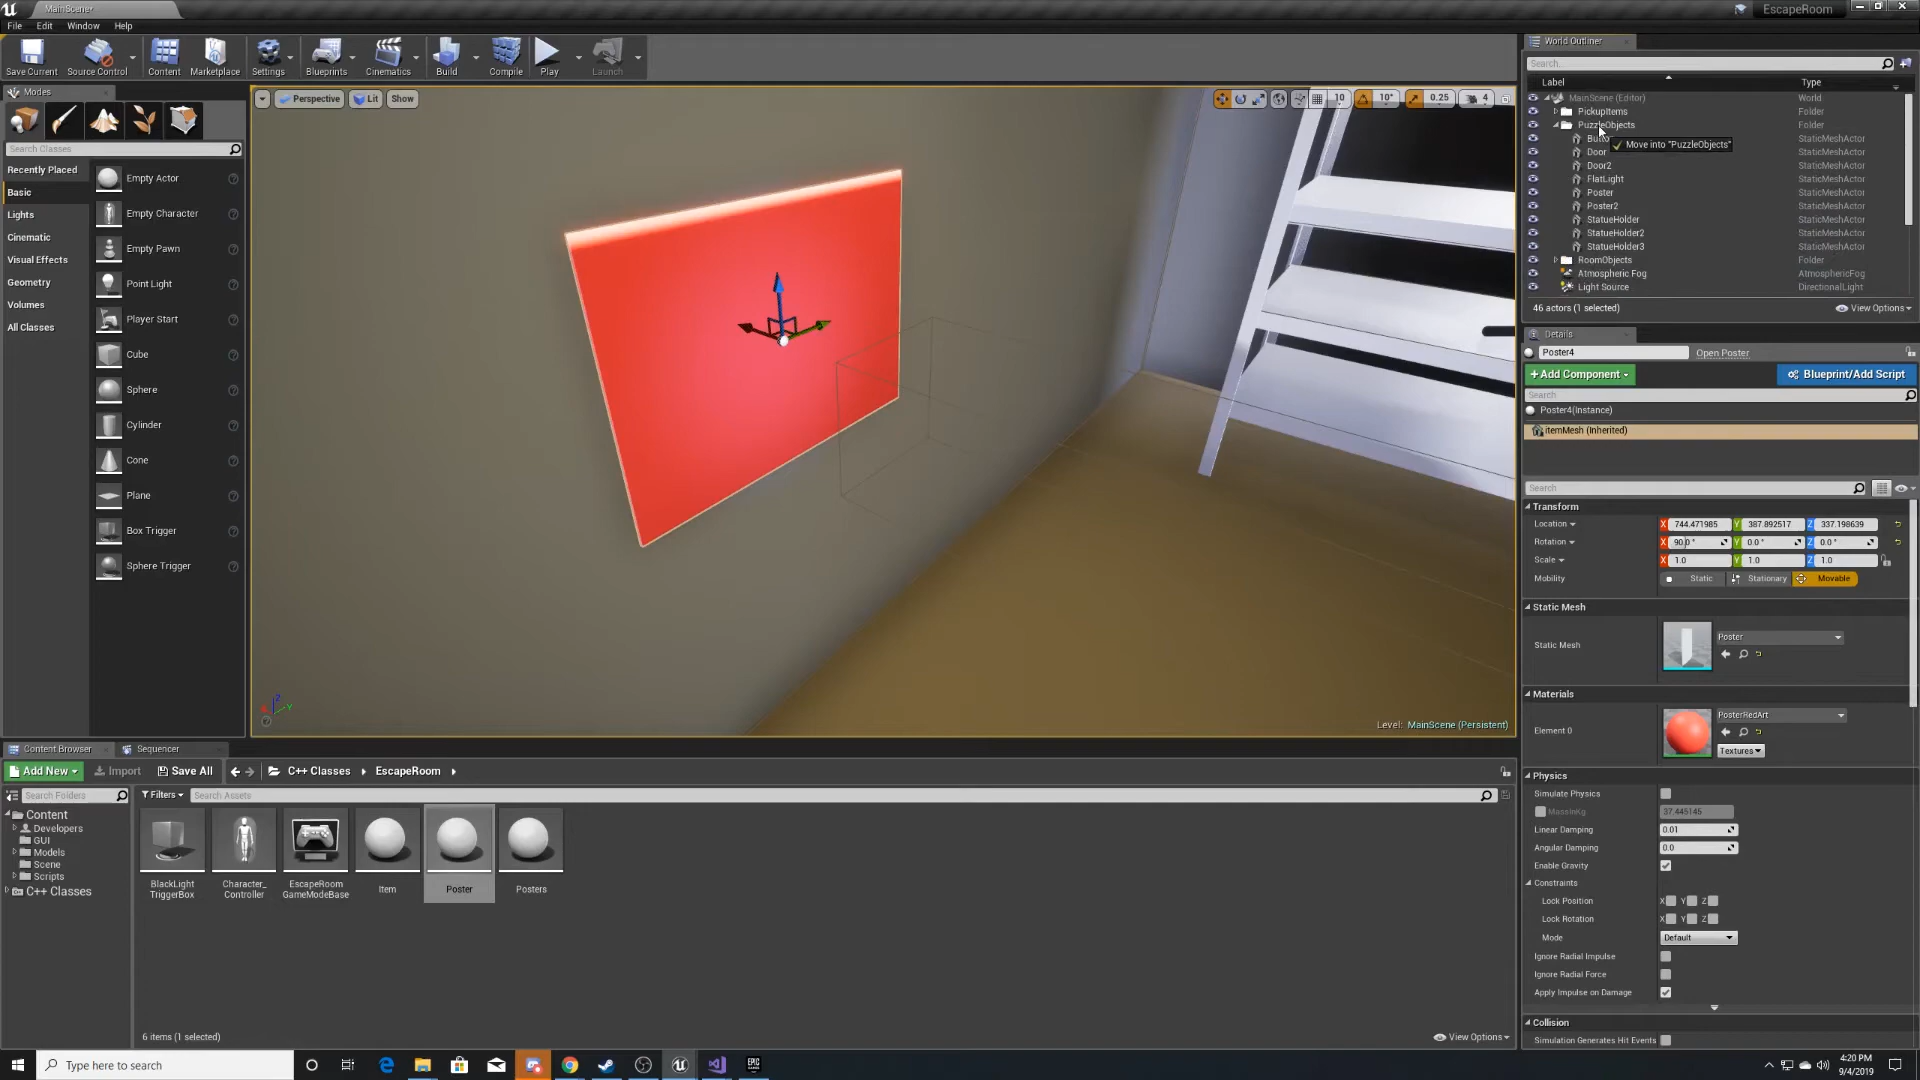 MainScene*
EscapeRoom
File Edit Window Help
Save Current
Source Control
Content
Marketplace
Settings
Blueprints
Cinematics
Build
Compile
Play
Launch
Modes
Search Classes
Recently Placed
Basic
Lights
Cinematic
Visual Effects
Geometry
Volumes
All Classes
Empty Actor
Empty Character
Empty Pawn
Point Light
Player Start
Cube
Sphere
Cylinder
Cone
Plane
Box Trigger
Sphere Trigger
Perspective Lit Show
10 10° 0.25 4
Level: MainScene (Persistent)
World Outliner
Search...
Label Type
MainScene (Editor) World
PickupItems Folder
PuzzleObjects Folder
Butto StaticMeshActor
Move into "PuzzleObjects"
Door StaticMeshActor
Door2 StaticMeshActor
FlatLight StaticMeshActor
Poster StaticMeshActor
Poster2 StaticMeshActor
StatueHolder StaticMeshActor
StatueHolder2 StaticMeshActor
StatueHolder3 StaticMeshActor
RoomObjects Folder
Atmospheric Fog AtmosphericFog
Light Source DirectionalLight
46 actors (1 selected) View Options
Details
Poster4 Open Poster
+ Add Component Blueprint/Add Script
Search
Poster4(Instance)
itemMesh (Inherited)
Search
Transform
Location X 744.471985 Y 387.892517 Z 337.198639
Rotation X 90.0 ° Y 0.0 ° Z 0.0 °
Scale X 1.0 Y 1.0 Z 1.0
Mobility Static Stationary Movable
Static Mesh
Static Mesh Poster
Materials
Element 0 PosterRedArt
Textures
Physics
Simulate Physics
MassInKg 37.445145
Linear Damping 0.01
Angular Damping 0.0
Enable Gravity
Constraints
Lock Position X Y Z
Lock Rotation X Y Z
Mode Default
Ignore Radial Impulse
Ignore Radial Force
Apply Impulse on Damage
Collision
Simulation Generates Hit Events
Content Browser Sequencer
Add New Import Save All C++ Classes EscapeRoom
Search Folders
Filters Search Assets
Content
Developers
GUI
Models
Scene
Scripts
C++ Classes
BlackLight
TriggerBox
Character_
Controller
EscapeRoom
GameModeBase
Item
Poster
Posters
6 items (1 selected) View Options
Type here to search
EPIC
4:20 PM
9/4/2019